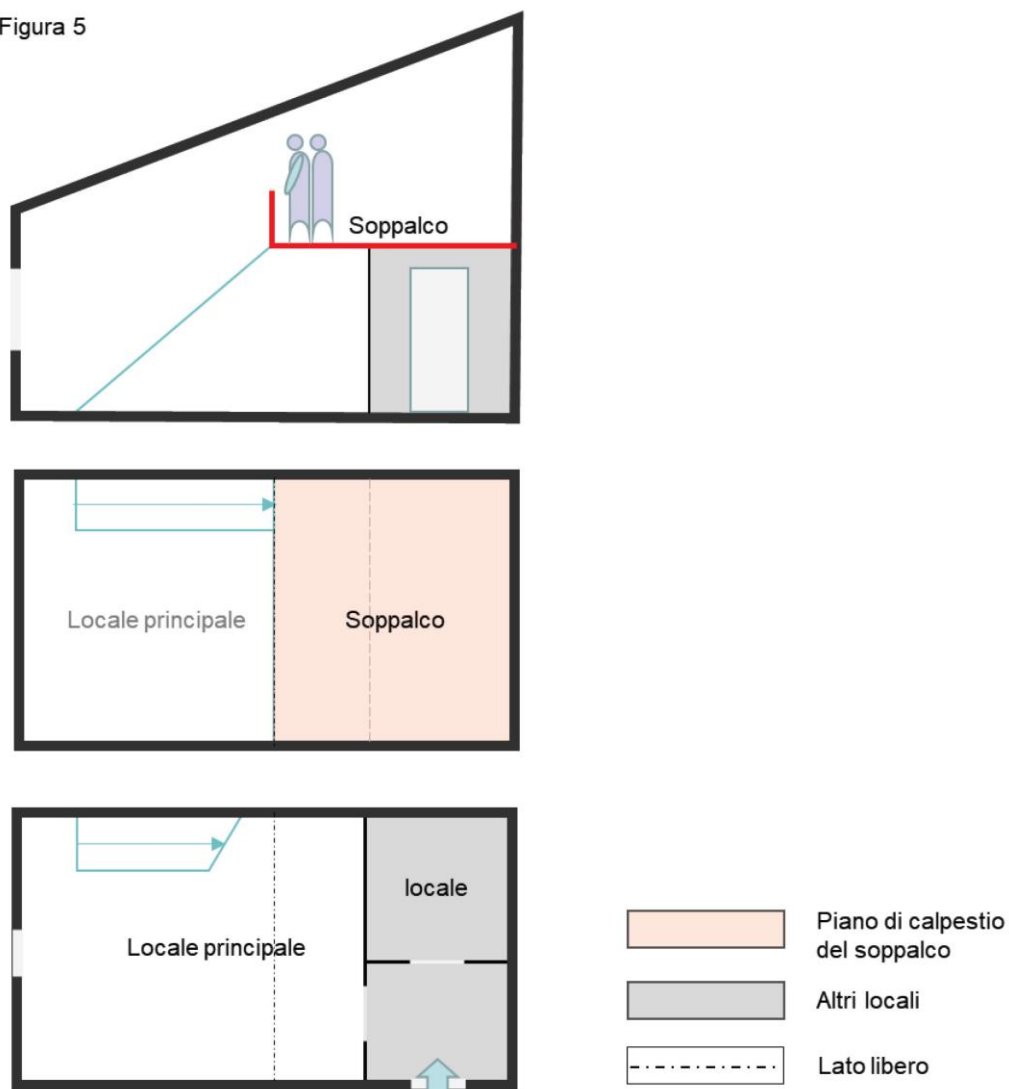 Figura 5
Soppalco
Locale principale
Soppalco
locale
Locale principale
Piano di calpestio
del soppalco
Altri locali
Lato libero